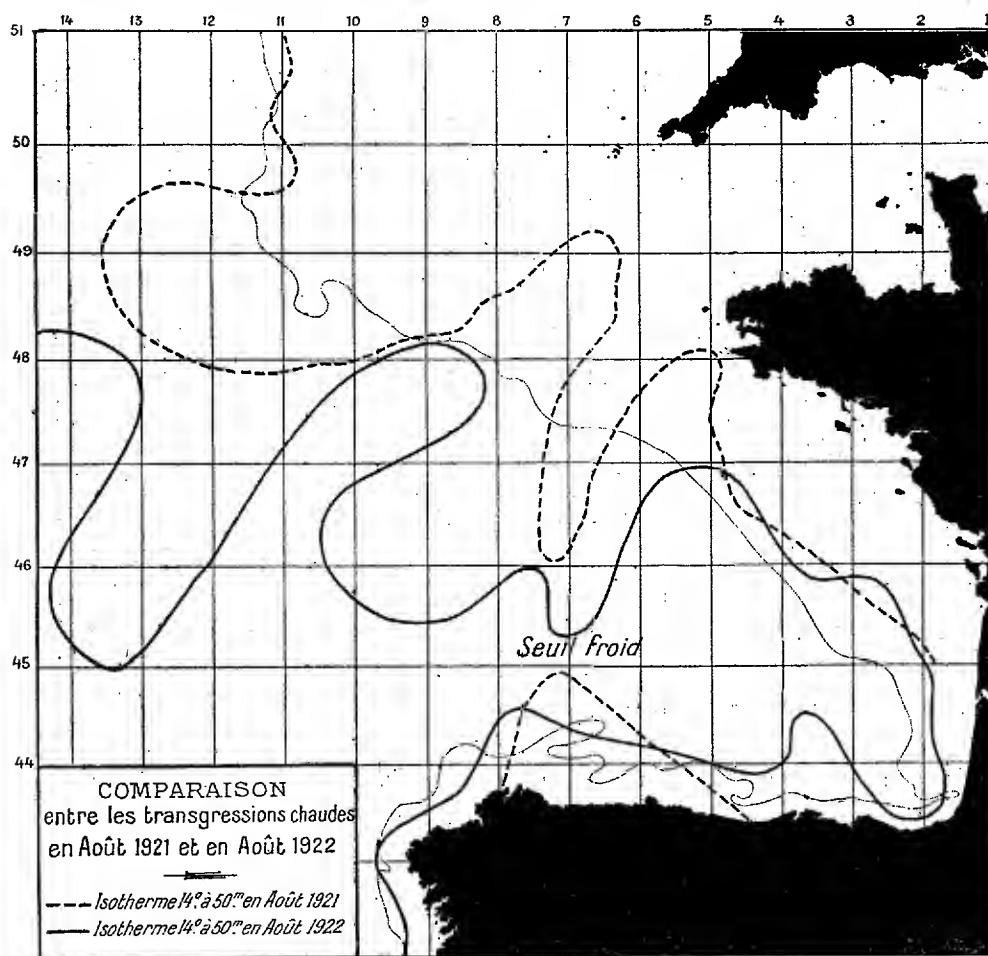 14 13 12 11 10 9 8 7 6 5 4 3 2 1
51
50
49
48
47
46
45
44
Seuil froid
COMPARAISON
entre les transgressions chaudes
en Août 1921 et en Août 1922
Isotherme 14° à 50m en Août 1921
Isotherme 14° à 50m en Août 1922